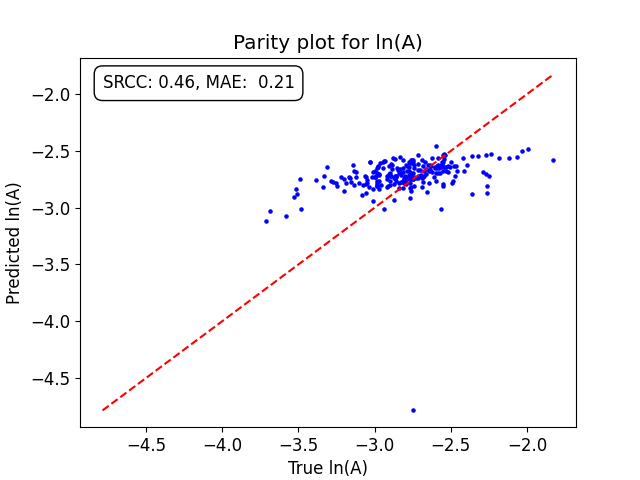 Parity plot for ln(A)
SRCC: 0.46, MAE:  0.21
Predicted ln(A)
−2.0
−2.5
−3.0
−3.5
−4.0
−4.5
−4.5 −4.0 −3.5 −3.0 −2.5 −2.0
True ln(A)